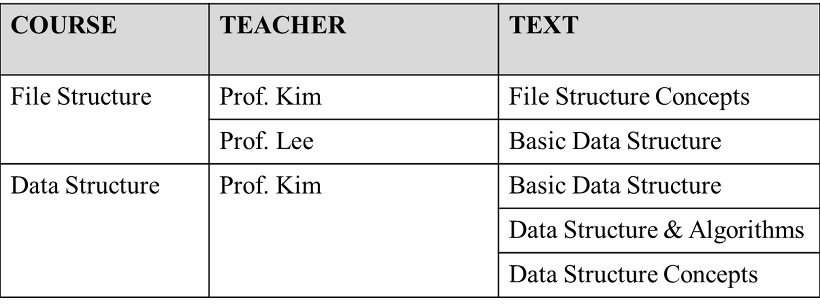 COURSE TEACHER TEXT
File Structure Prof. Kim File Structure Concepts
Prof. Lee Basic Data Structure
Data Structure Prof. Kim Basic Data Structure
Data Structure & Algorithms
Data Structure Concepts